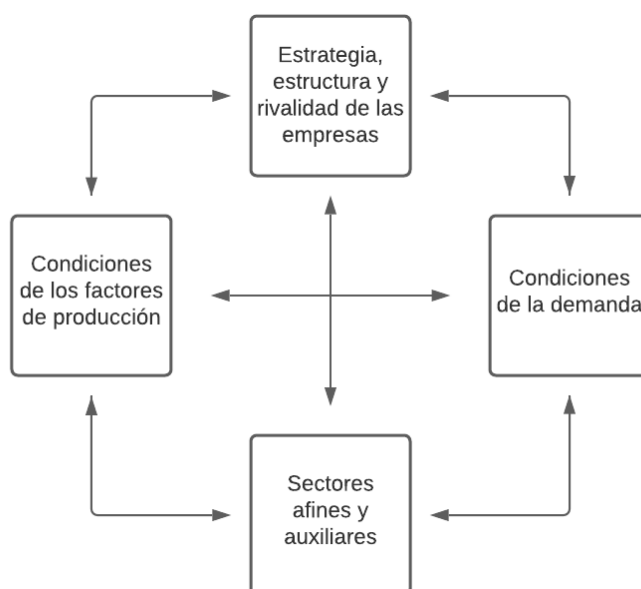 Estrategia,
estructura y
rivalidad de las
empresas
Condiciones
de los factores
de producción
Condiciones
de la demanda
Sectores
afines y
auxiliares